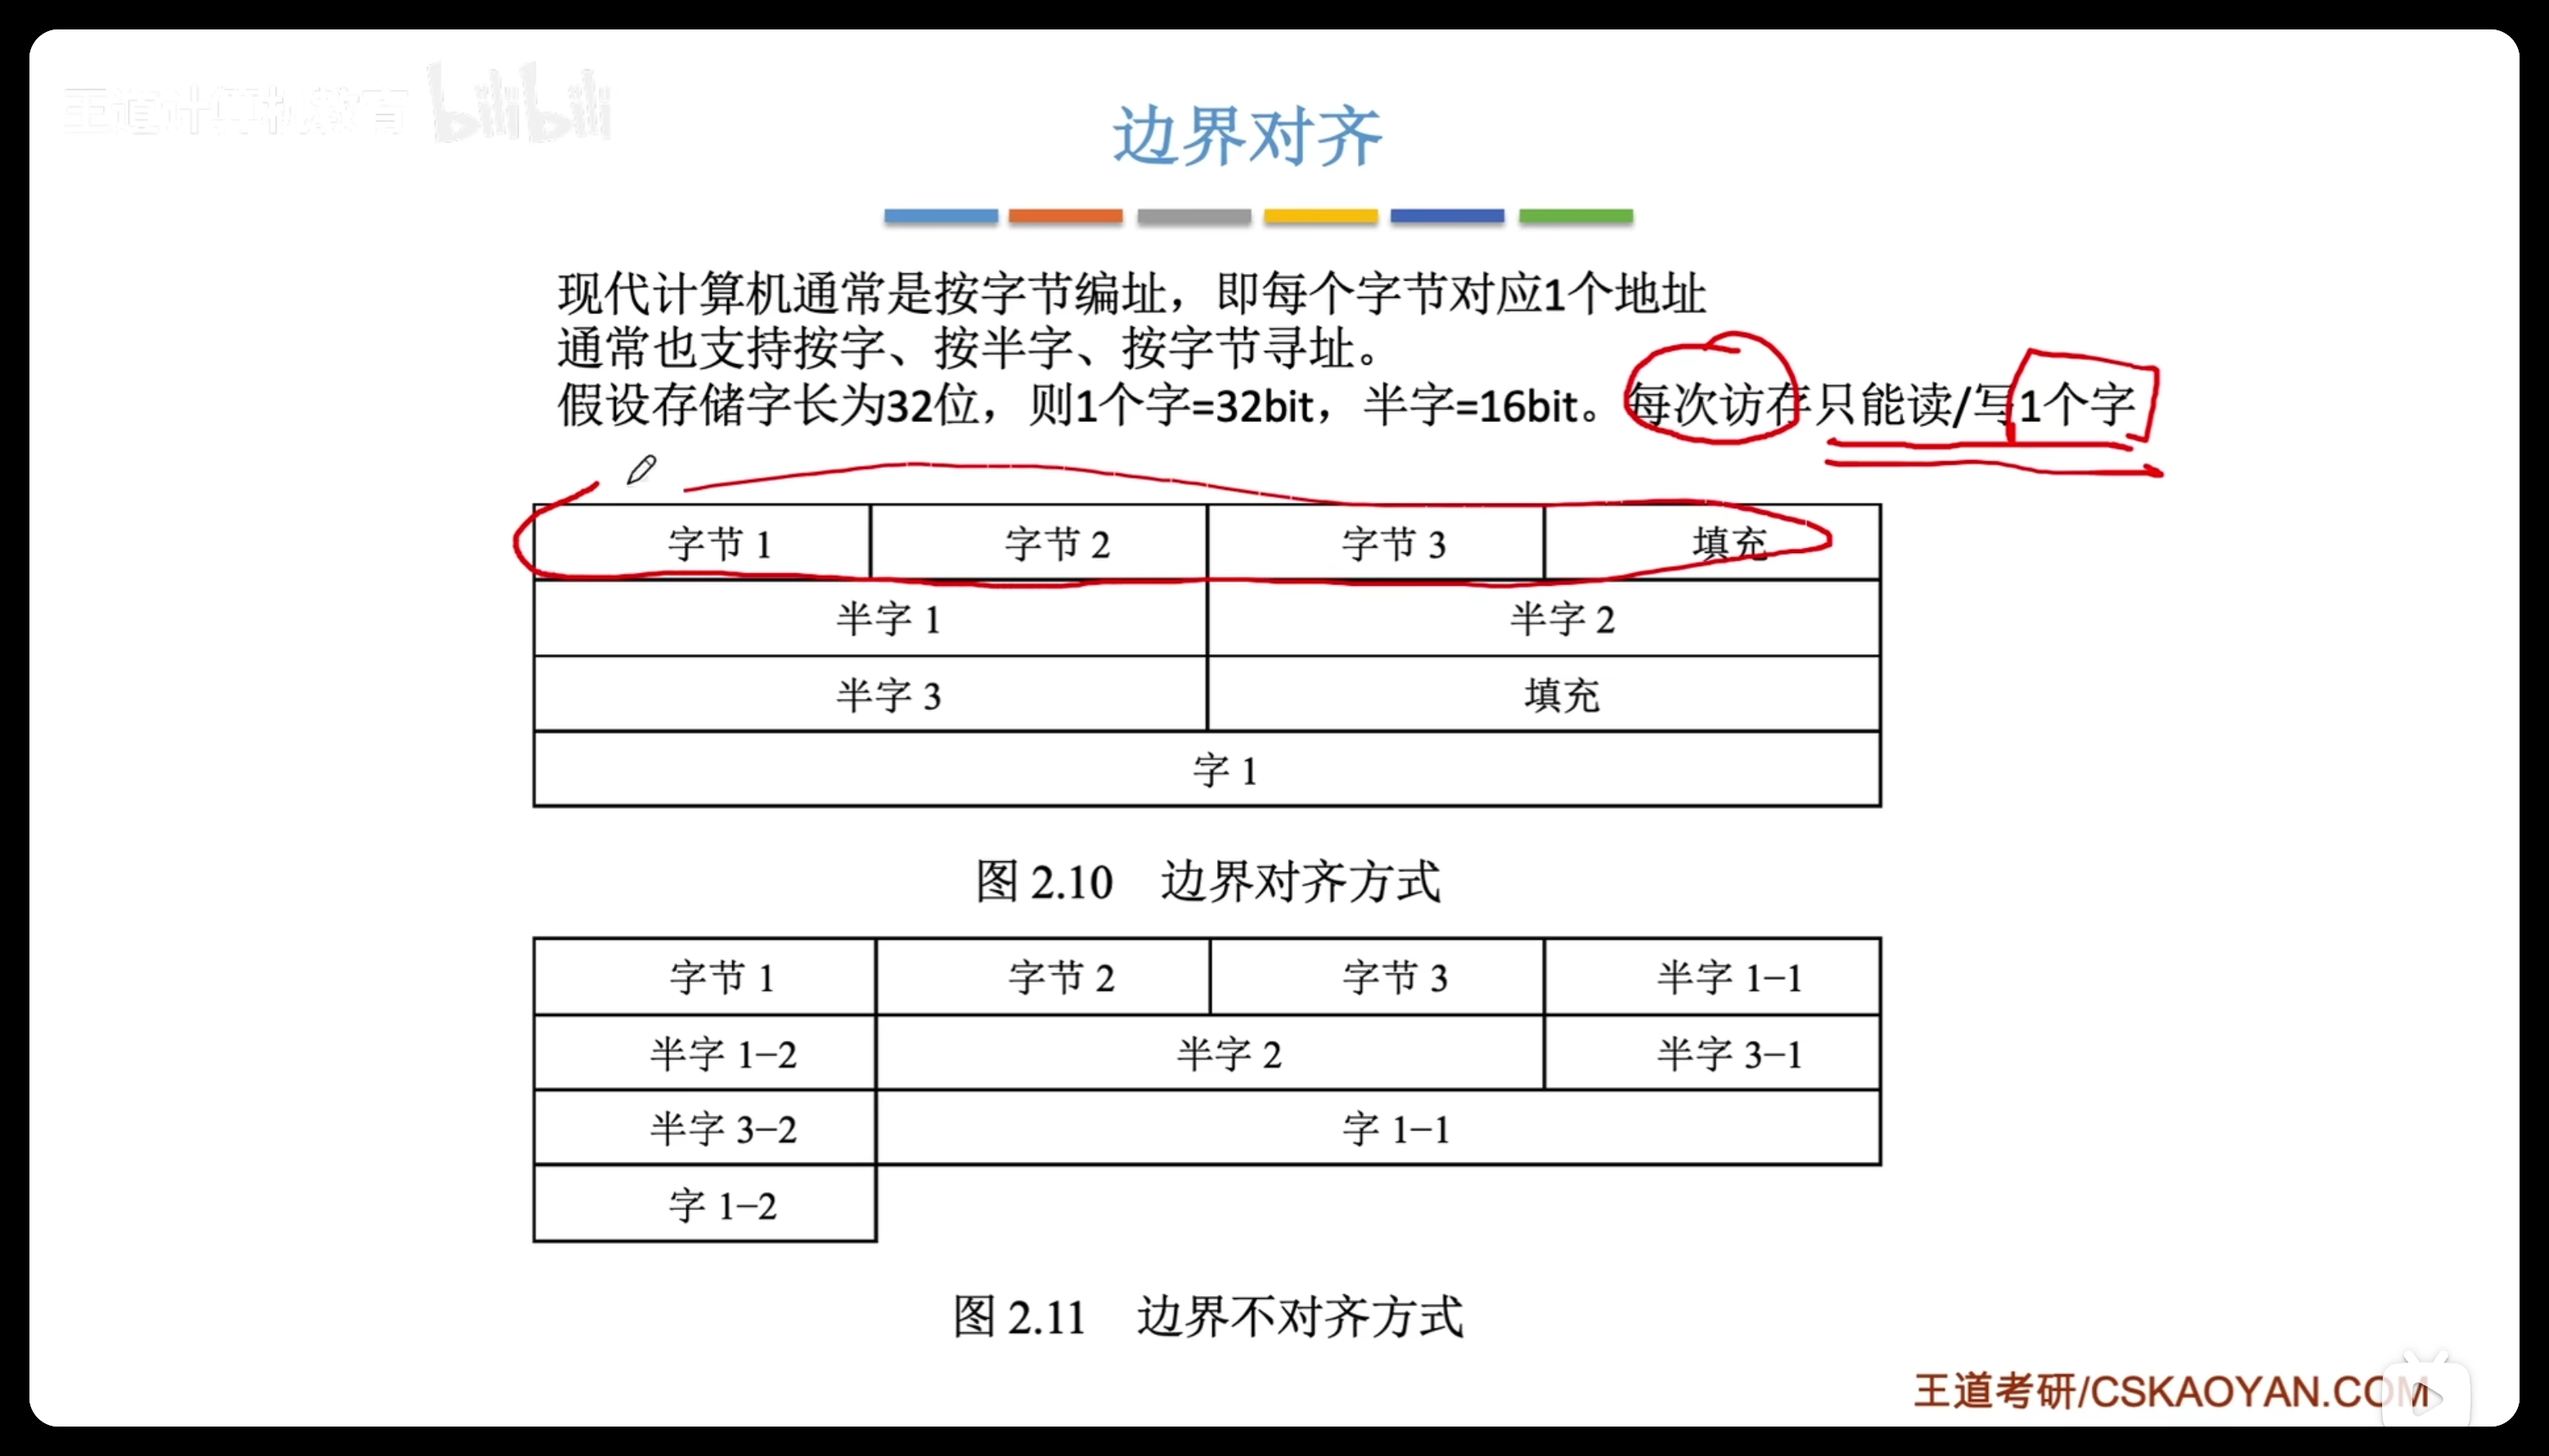 王道计算机教育 bilibili
边界对齐
现代计算机通常是按字节编址，即每个字节对应1个地址
通常也支持按字、按半字、按字节寻址。
假设存储字长为32位，则1个字=32bit，半字=16bit。每次访存只能读/写1个字
字节 1 字节 2 字节 3 填充
半字 1 半字 2
半字 3 填充
字 1
图 2.10 边界对齐方式
字节 1 字节 2 字节 3 半字 1−1
半字 1−2 半字 2 半字 3−1
半字 3−2 字 1−1
字 1−2
图 2.11 边界不对齐方式
王道考研/CSKAOYAN.COM